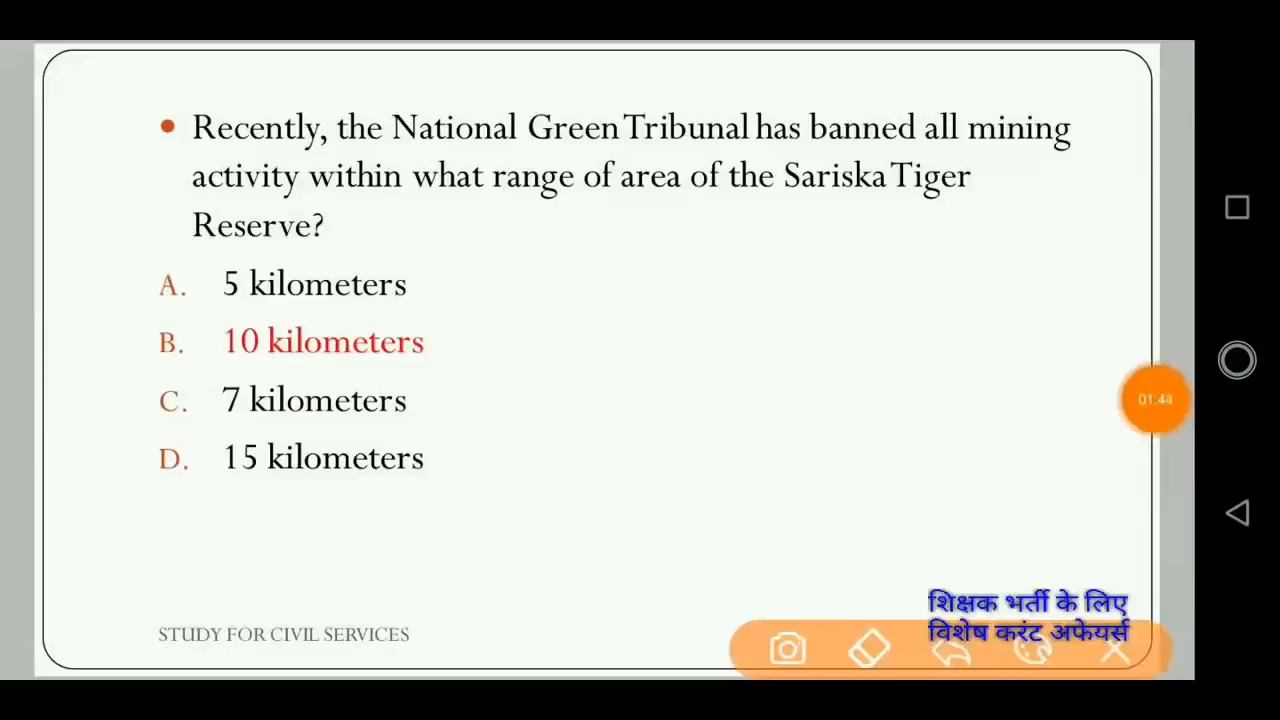 Recently, the National Green Tribunal has banned all mining
activity within what range of area of the Sariska Tiger
Reserve?
A. 5 kilometers
B. 10 kilometers
C. 7 kilometers
D. 15 kilometers
01:44
शिक्षक भर्ती के लिए
विशेष करंट अफेयर्स
STUDY FOR CIVIL SERVICES